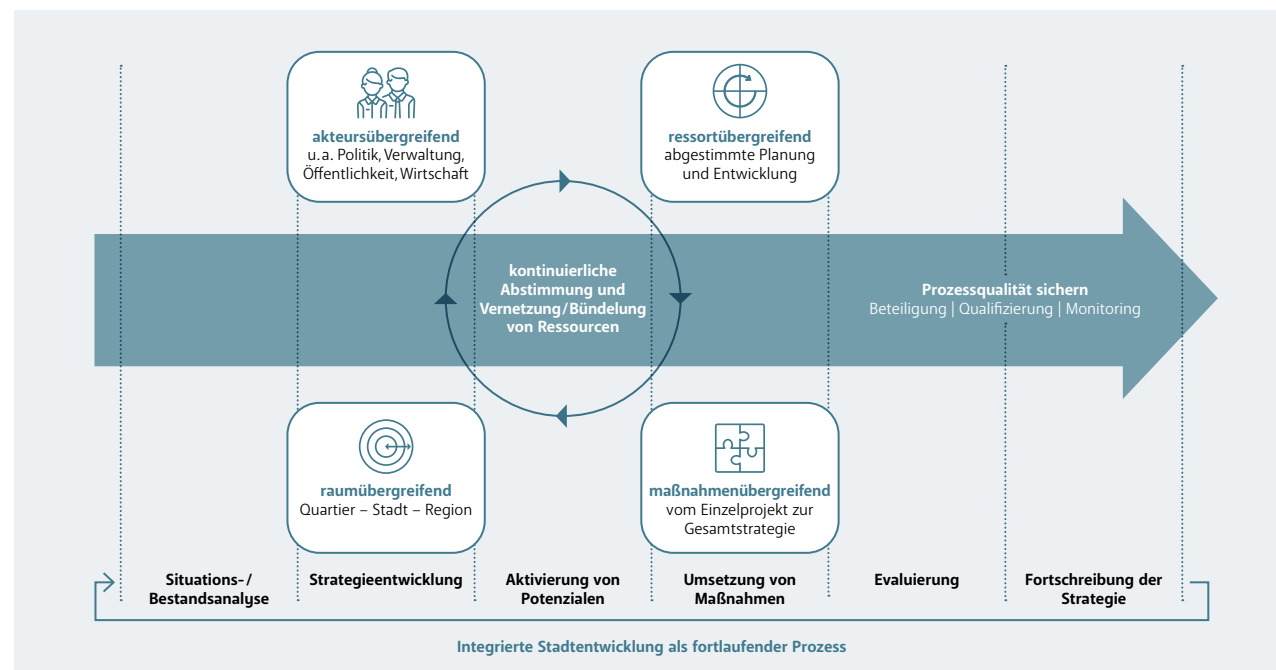 akteursübergreifend
u. a. Politik, Verwaltung,
Öffentlichkeit, Wirtschaft
ressortübergreifend
abgestimmte Planung
und Entwicklung
kontinuierliche
Abstimmung und
Vernetzung/Bündelung
von Ressourcen
Prozessqualität sichern
Beteiligung | Qualifizierung | Monitoring
raumübergreifend
Quartier – Stadt – Region
maßnahmenübergreifend
vom Einzelprojekt zur
Gesamtstrategie
Situations-/
Bestandsanalyse
Strategieentwicklung
Aktivierung von
Potenzialen
Umsetzung von
Maßnahmen
Evaluierung
Fortschreibung der
Strategie
Integrierte Stadtentwicklung als fortlaufender Prozess